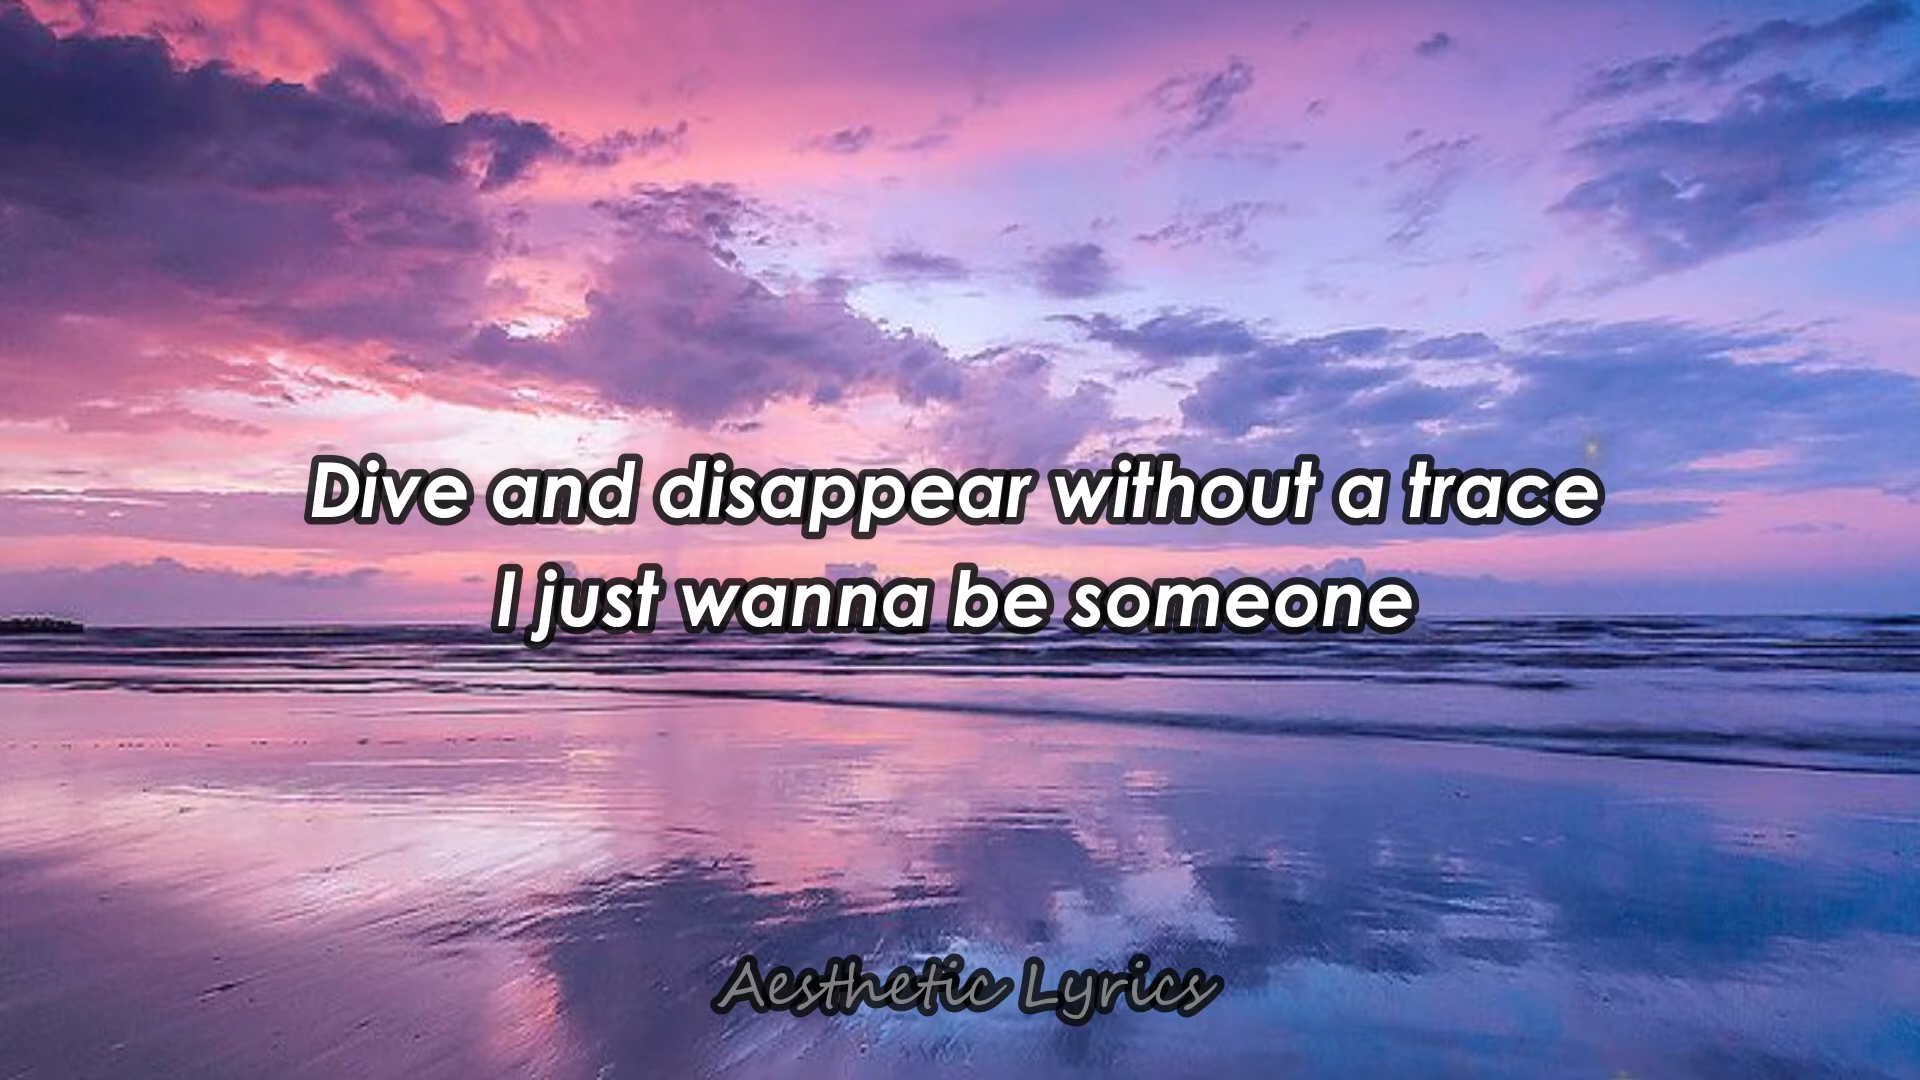 Dive and disappear without a trace
I just wanna be someone
Aesthetic Lyrics